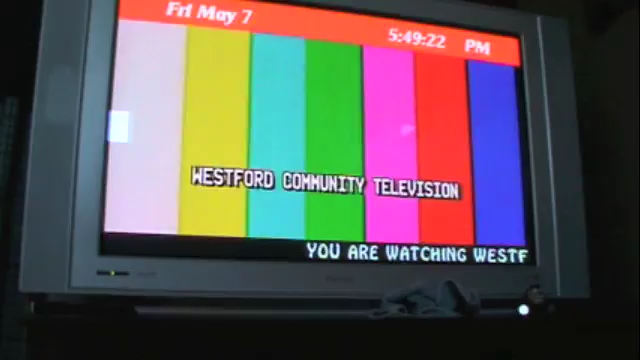 Fri May 7
5:49:22 PM
WESTFORD COMMUNITY TELEVISION
YOU ARE WATCHING WESTF